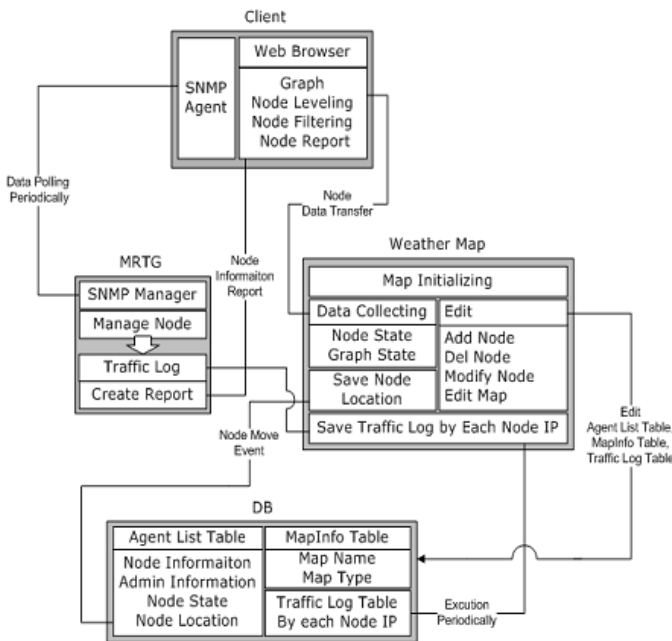 Client
SNMP
Agent
Web Browser
Graph
Node Leveling
Node Filtering
Node Report
Data Polling
Periodically
Node
Data Transfer
Node
Informaiton
Report
MRTG
SNMP Manager
Manage Node
Traffic Log
Create Report
Weather Map
Map Initializing
Data Collecting
Node State
Graph State
Save Node
Location
Edit
Add Node
Del Node
Modify Node
Edit Map
Save Traffic Log by Each Node IP
Node Move
Event
Edit
Agent List Table,
MapInfo Table,
Traffic Log Table
DB
Agent List Table
Node Informaiton
Admin Information
Node State
Node Location
MapInfo Table
Map Name
Map Type
Traffic Log Table
By each Node IP
Excution
Periodically